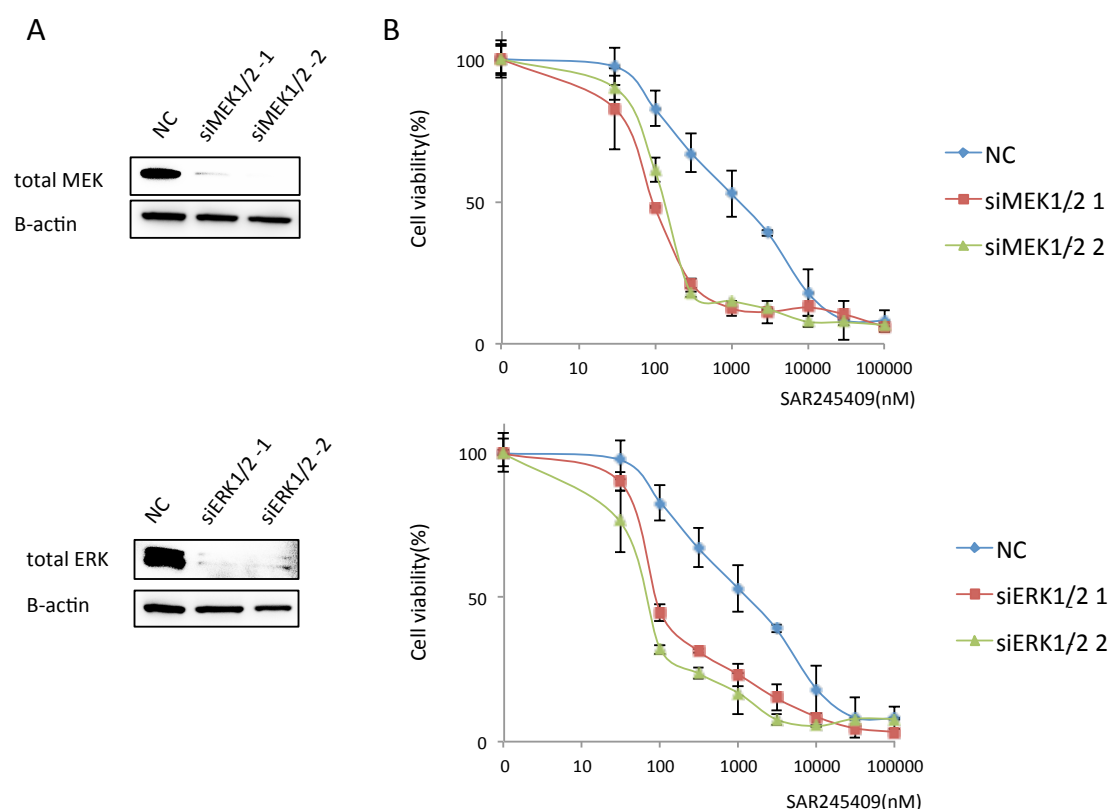 A
NC
siMEK1/2 -1
siMEK1/2 -2
total MEK
B-actin
NC
siERK1/2 -1
siERK1/2 -2
total ERK
B-actin
B
Cell viability(%)
100
50
0
0 10 100 1000 10000 100000
SAR245409(nM)
NC
siMEK1/2 1
siMEK1/2 2
Cell viability(%)
100
50
0
0 10 100 1000 10000 100000
SAR245409(nM)
NC
siERK1/2 1
siERK1/2 2